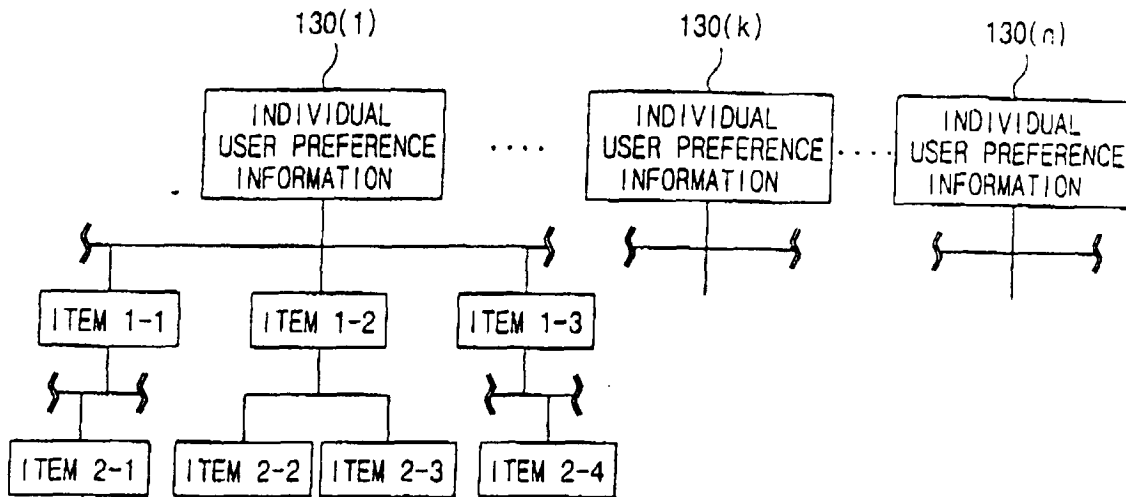 130(1)
130(k)
130(n)
INDIVIDUAL
USER PREFERENCE
INFORMATION
....
INDIVIDUAL
USER PREFERENCE
INFORMATION
....
INDIVIDUAL
USER PREFERENCE
INFORMATION
ITEM 1-1
ITEM 1-2
ITEM 1-3
ITEM 2-1
ITEM 2-2
ITEM 2-3
ITEM 2-4